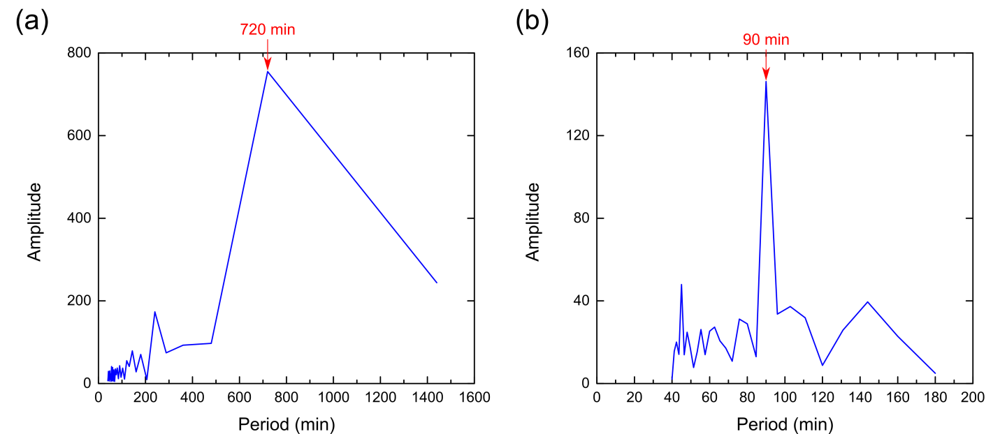 (a)
720 min
800
600
400
200
0
0 200 400 600 800 1000 1200 1400 1600
Amplitude
Period (min)
(b)
90 min
160
120
80
40
0
0 20 40 60 80 100 120 140 160 180 200
Amplitude
Period (min)